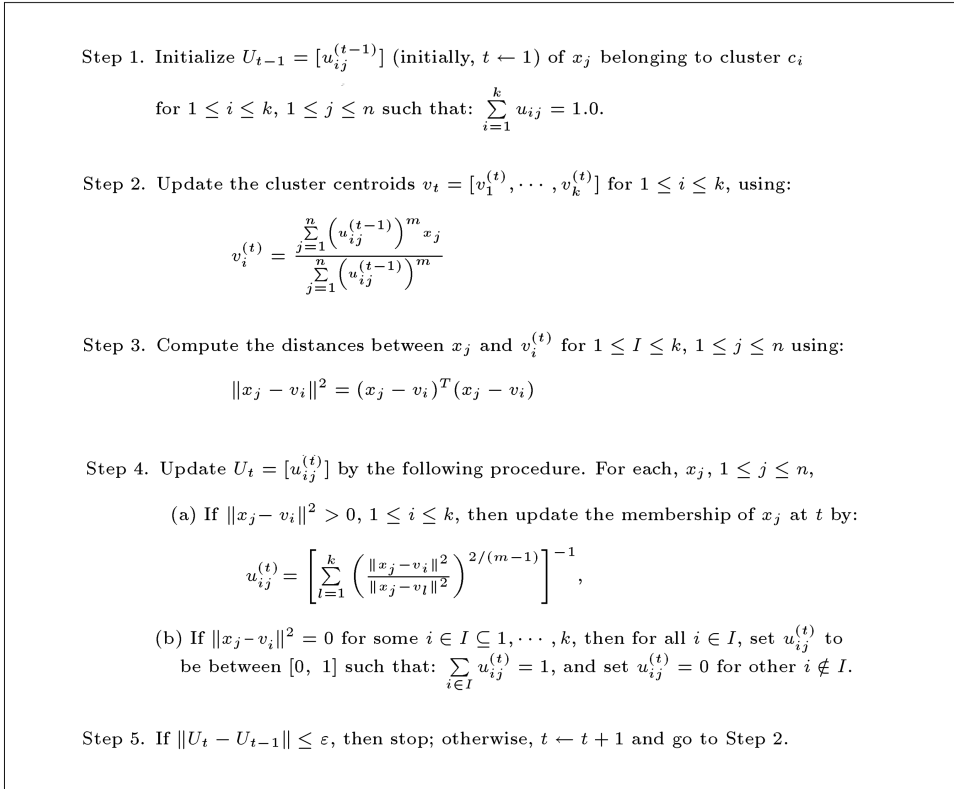 Step 1. Initialize U_{t−1} = [u_{ij}^{(t−1)}] (initially, t ← 1) of x_j belonging to cluster c_i
for 1 ≤ i ≤ k, 1 ≤ j ≤ n such that: \sum_{i=1}^{k} u_{ij} = 1.0.
Step 2. Update the cluster centroids v_t = [v_1^{(t)}, ⋯ , v_k^{(t)}] for 1 ≤ i ≤ k, using:
v_i^{(t)} = \frac{\sum_{j=1}^{n} (u_{ij}^{(t−1)})^m x_j}{\sum_{j=1}^{n} (u_{ij}^{(t−1)})^m}
Step 3. Compute the distances between x_j and v_i^{(t)} for 1 ≤ I ≤ k, 1 ≤ j ≤ n using:
‖x_j − v_i‖^2 = (x_j − v_i)^T (x_j − v_i)
Step 4. Update U_t = [u_{ij}^{(t)}] by the following procedure. For each, x_j, 1 ≤ j ≤ n,
(a) If ‖x_j − v_i‖^2 > 0, 1 ≤ i ≤ k, then update the membership of x_j at t by:
u_{ij}^{(t)} = [\sum_{l=1}^{k} (\frac{‖x_j−v_i‖^2}{‖x_j−v_l‖^2})^{2/(m−1)}]^{−1},
(b) If ‖x_j − v_i‖^2 = 0 for some i ∈ I ⊆ 1, ⋯ , k, then for all i ∈ I, set u_{ij}^{(t)} to
be between [0, 1] such that: \sum_{i∈I} u_{ij}^{(t)} = 1, and set u_{ij}^{(t)} = 0 for other i ∉ I.
Step 5. If ‖U_t − U_{t−1}‖ ≤ ε, then stop; otherwise, t ← t + 1 and go to Step 2.